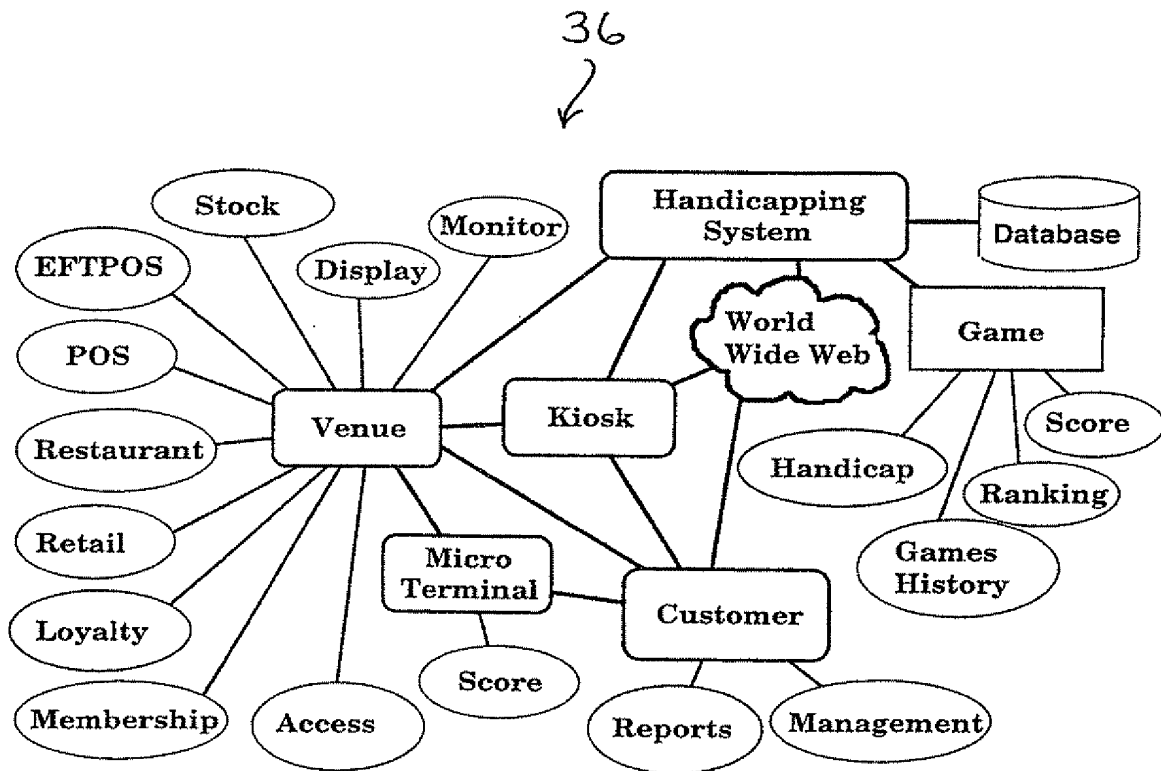 36
Stock
Monitor
Handicapping
System
Database
EFTPOS
Display
World
Wide Web
Game
POS
Venue
Kiosk
Score
Restaurant
Handicap
Ranking
Retail
Micro
Terminal
Games
History
Customer
Loyalty
Score
Membership
Access
Reports
Management